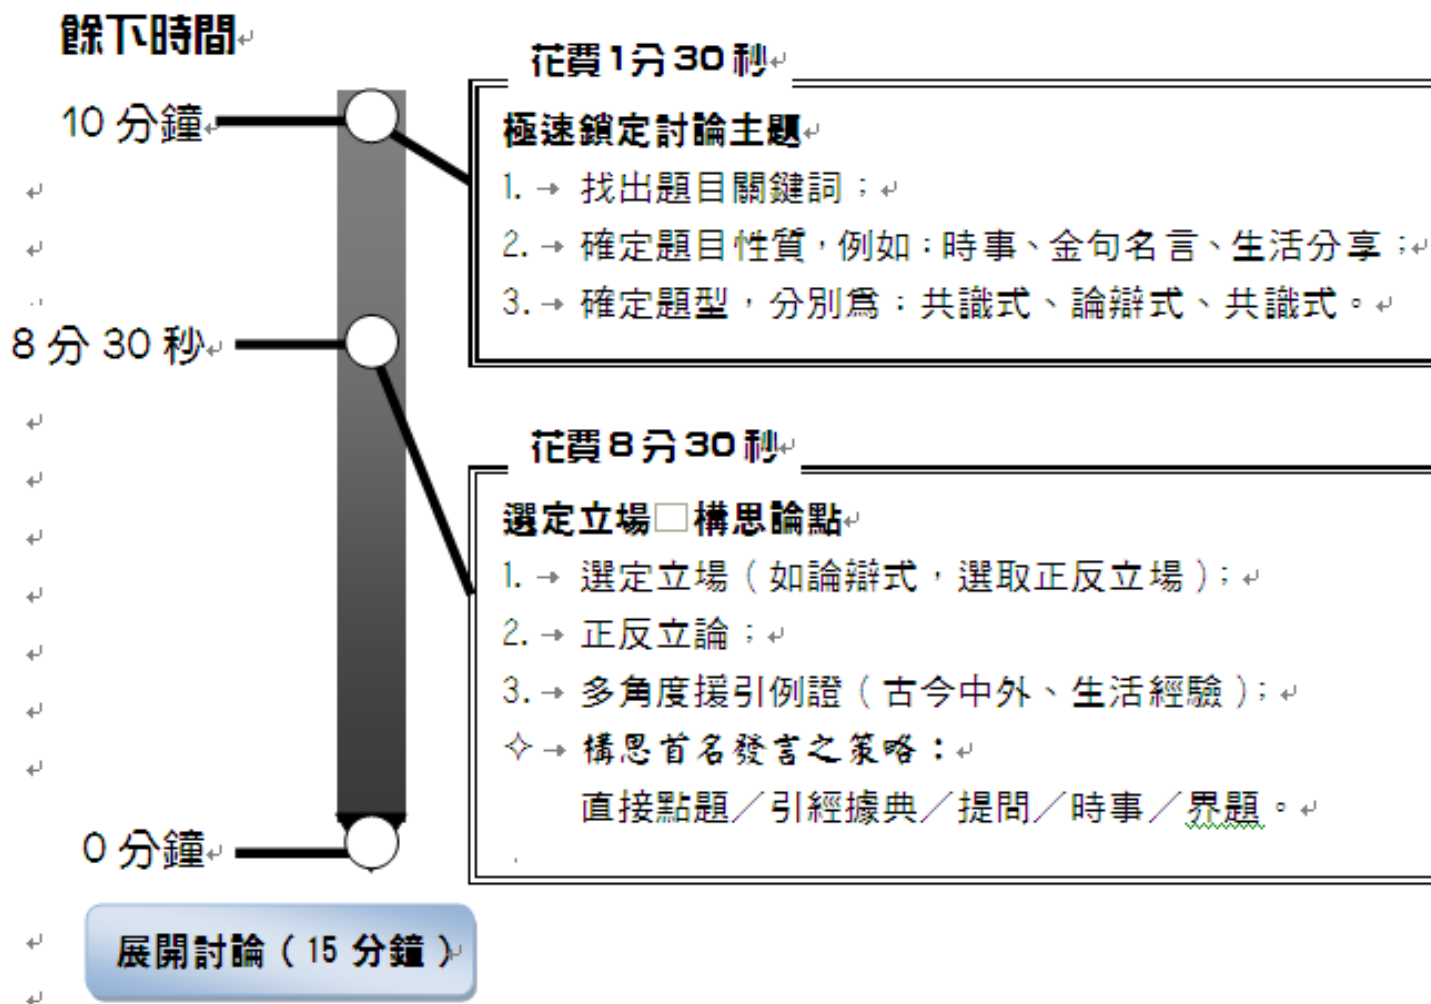 餘下時間
花費1分30秒
10 分鐘
極速鎖定討論主題
1. → 找出題目關鍵詞；
2. → 確定題目性質，例如：時事、金句名言、生活分享；
3. → 確定題型，分別為：共識式、論辯式、共識式。
8 分 30 秒
花費8分30秒
選定立場□構思論點
1. → 選定立場（如論辯式，選取正反立場）；
2. → 正反立論；
3. → 多角度援引例證（古今中外、生活經驗）；
✧ → 構思首名發言之策略：
直接點題／引經據典／提問／時事／界題。
0 分鐘
展開討論（15 分鐘）